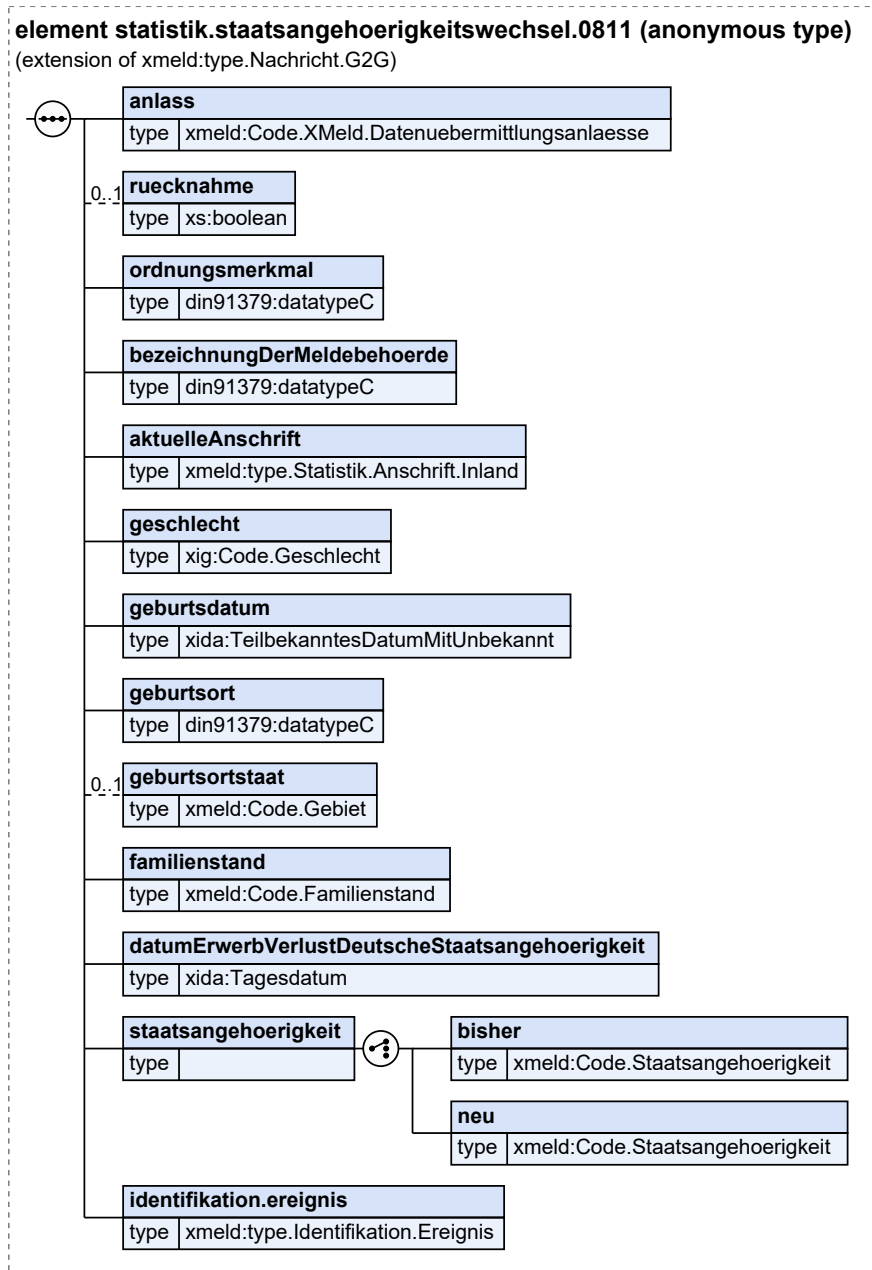 element statistik.staatsangehoerigkeitswechsel.0811 (anonymous type)
(extension of xmeld:type.Nachricht.G2G)
anlass
type xmeld:Code.XMeld.Datenuebermittlungsanlaesse
0..1 ruecknahme
type xs:boolean
ordnungsmerkmal
type din91379:datatypeC
bezeichnungDerMeldebehoerde
type din91379:datatypeC
aktuelleAnschrift
type xmeld:type.Statistik.Anschrift.Inland
geschlecht
type xig:Code.Geschlecht
geburtsdatum
type xida:TeilbekanntesDatumMitUnbekannt
geburtsort
type din91379:datatypeC
0..1 geburtsortstaat
type xmeld:Code.Gebiet
familienstand
type xmeld:Code.Familienstand
datumErwerbVerlustDeutscheStaatsangehoerigkeit
type xida:Tagesdatum
staatsangehoerigkeit
type
bisher
type xmeld:Code.Staatsangehoerigkeit
neu
type xmeld:Code.Staatsangehoerigkeit
identifikation.ereignis
type xmeld:type.Identifikation.Ereignis